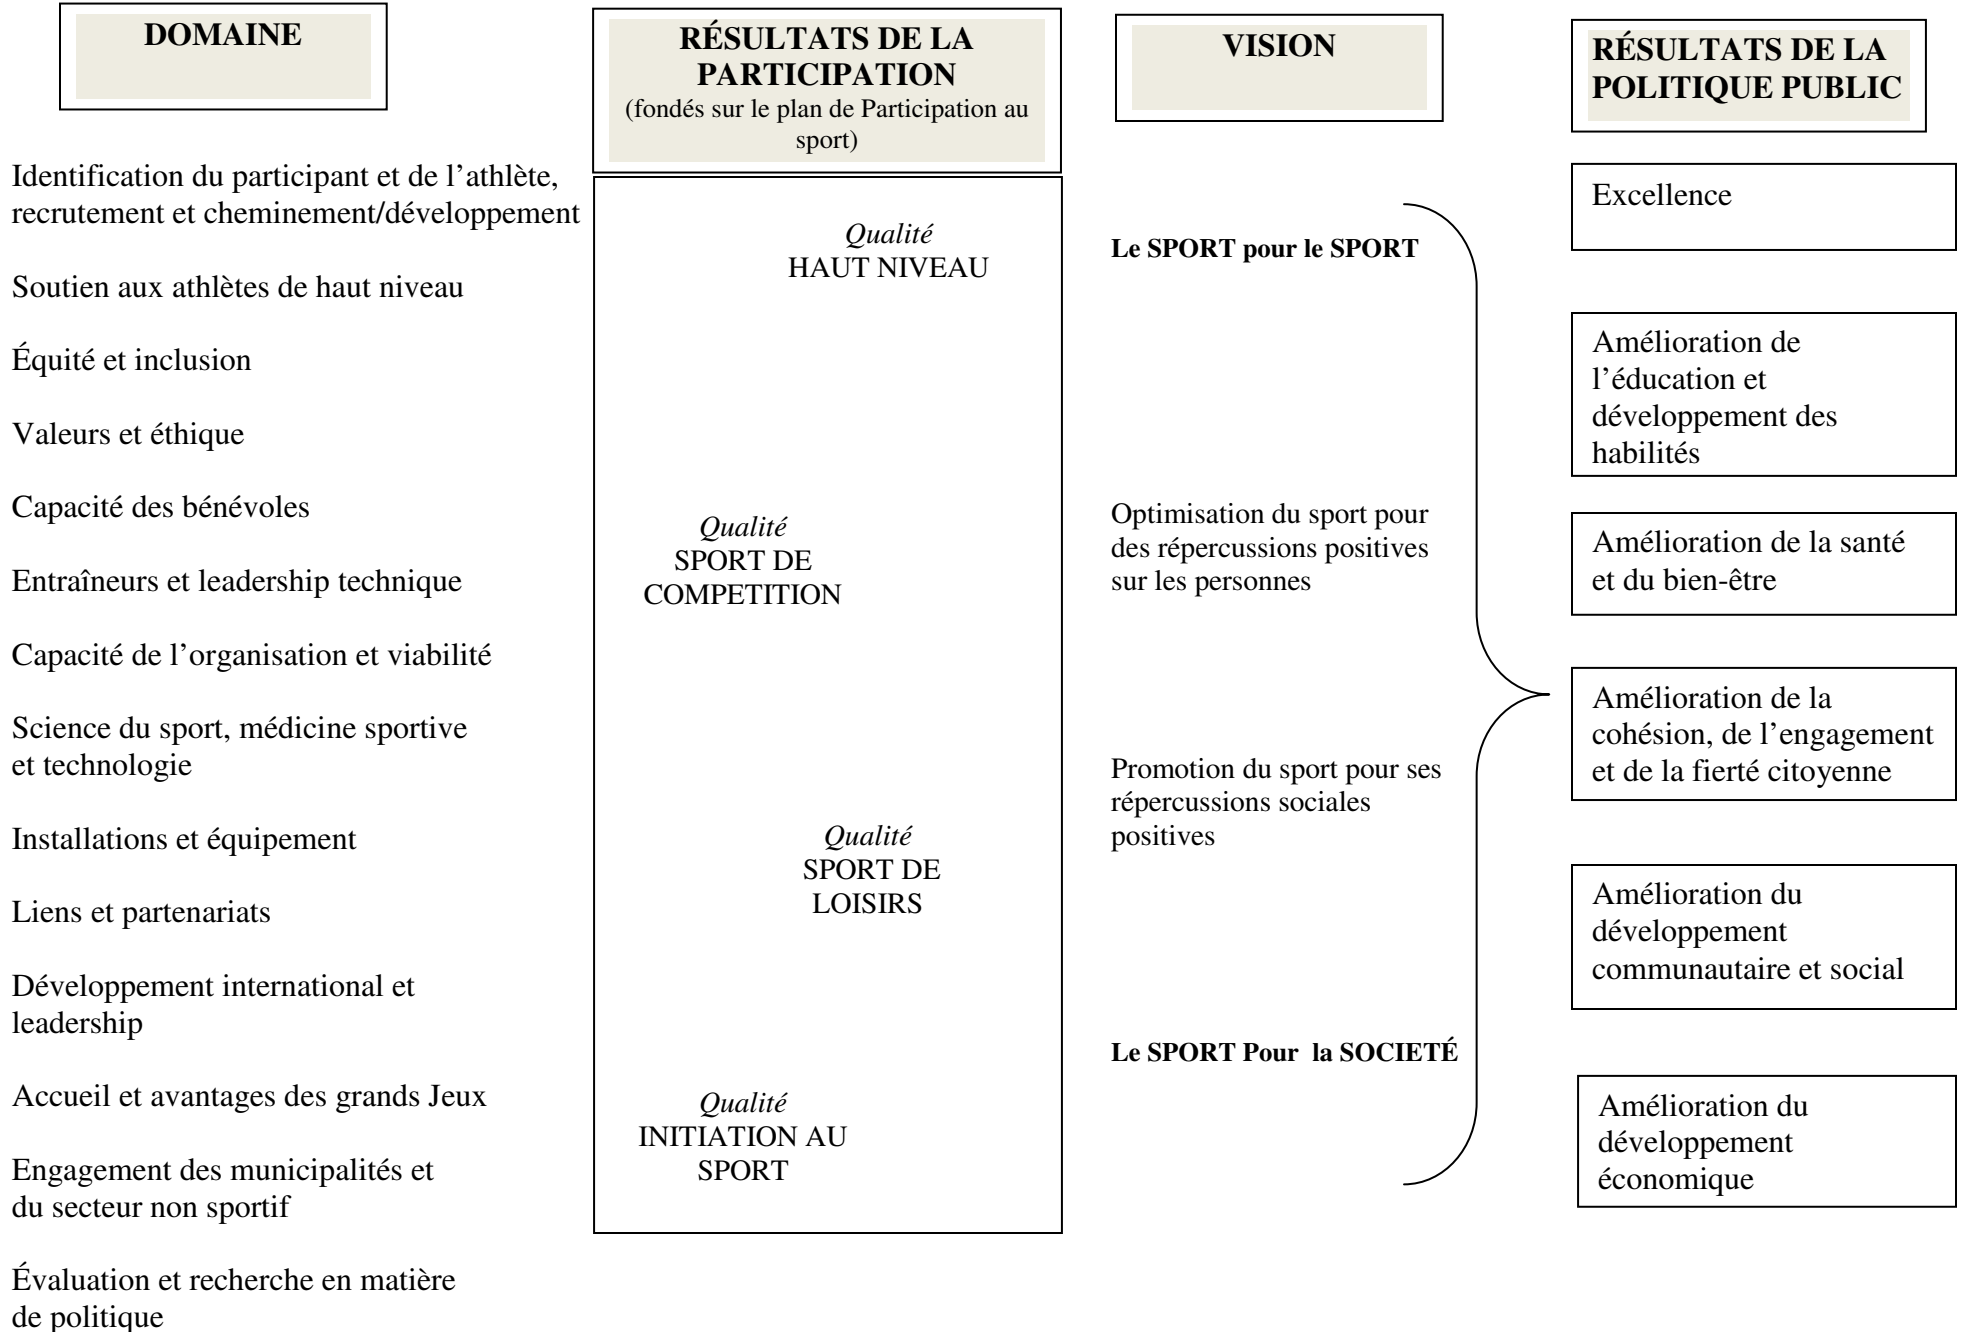 DOMAINE
Identification du participant et de l’athlète,
recrutement et cheminement/développement
Soutien aux athlètes de haut niveau
Équité et inclusion
Valeurs et éthique
Capacité des bénévoles
Entraîneurs et leadership technique
Capacité de l’organisation et viabilité
Science du sport, médicine sportive
et technologie
Installations et équipement
Liens et partenariats
Développement international et
leadership
Accueil et avantages des grands Jeux
Engagement des municipalités et
du secteur non sportif
Évaluation et recherche en matière
de politique
RÉSULTATS DE LA
PARTICIPATION
(fondés sur le plan de Participation au
sport)
Qualité
HAUT NIVEAU
Qualité
SPORT DE
COMPETITION
Qualité
SPORT DE
LOISIRS
Qualité
INITIATION AU
SPORT
VISION
Le SPORT pour le SPORT
Optimisation du sport pour
des répercussions positives
sur les personnes
Promotion du sport pour ses
répercussions sociales
positives
Le SPORT Pour la SOCIETÉ
RÉSULTATS DE LA
POLITIQUE PUBLIC
Excellence
Amélioration de
l’éducation et
développement des
habilités
Amélioration de la santé
et du bien-être
Amélioration de la
cohésion, de l’engagement
et de la fierté citoyenne
Amélioration du
développement
communautaire et social
Amélioration du
développement
économique